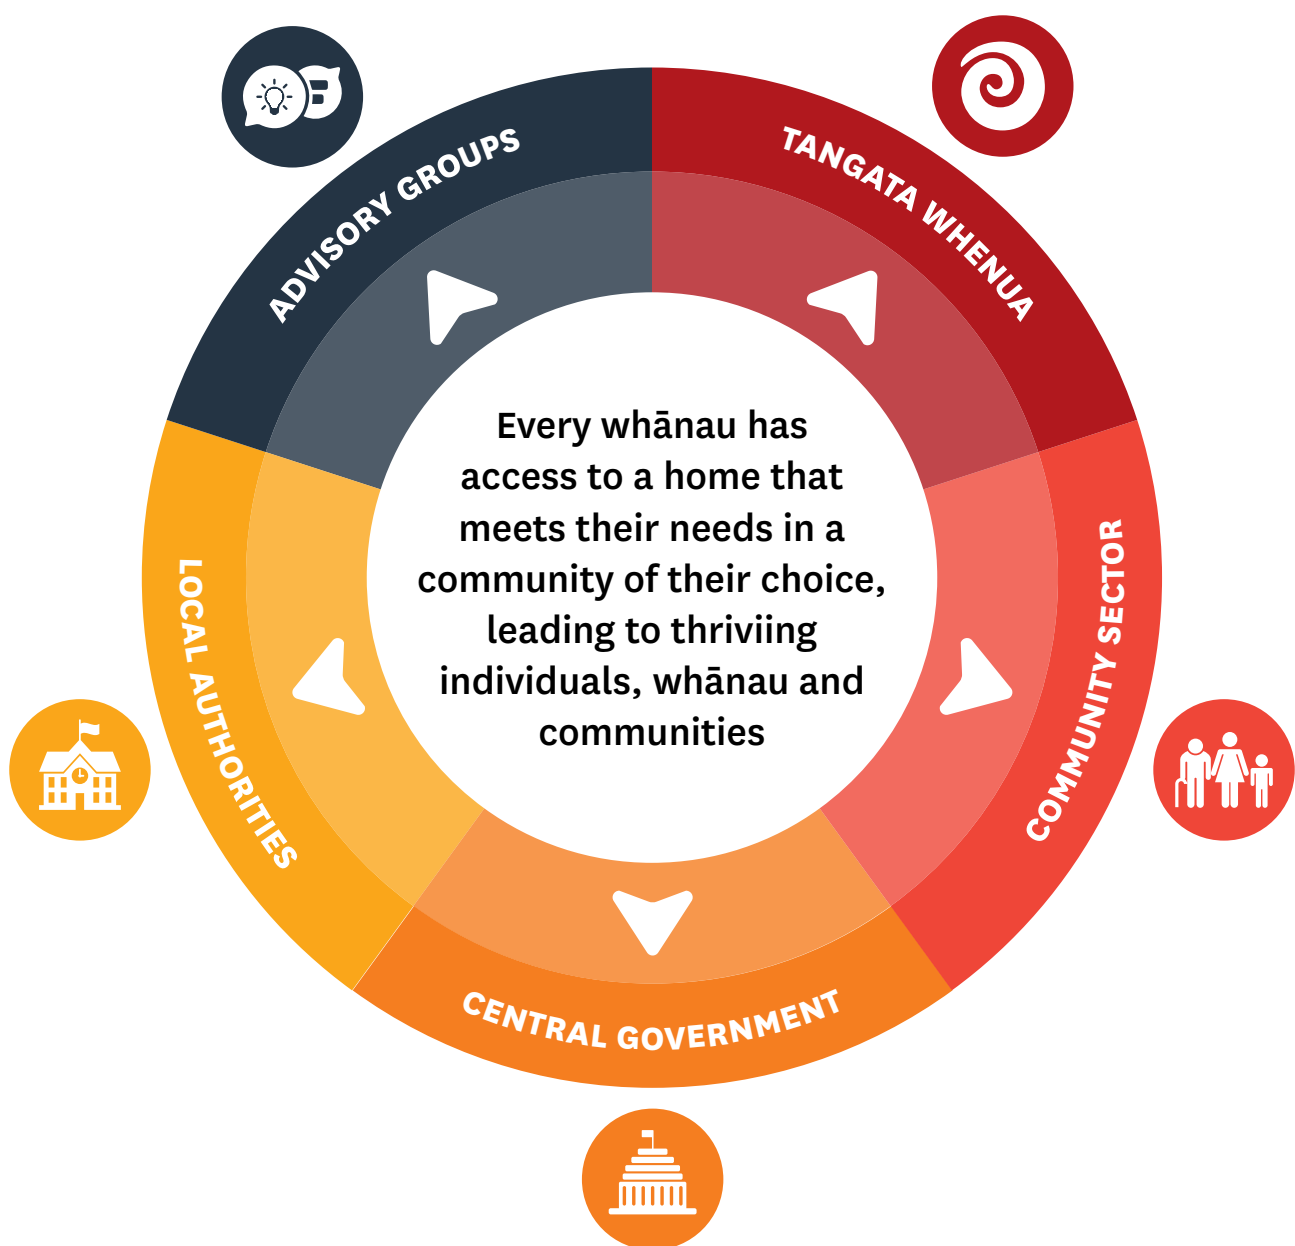 ADVISORY GROUPS
TANGATA WHENUA
Every whānau has
access to a home that
meets their needs in a
community of their choice,
leading to thriviing
individuals, whānau and
communities
LOCAL AUTHORITIES
COMMUNITY SECTOR
CENTRAL GOVERNMENT